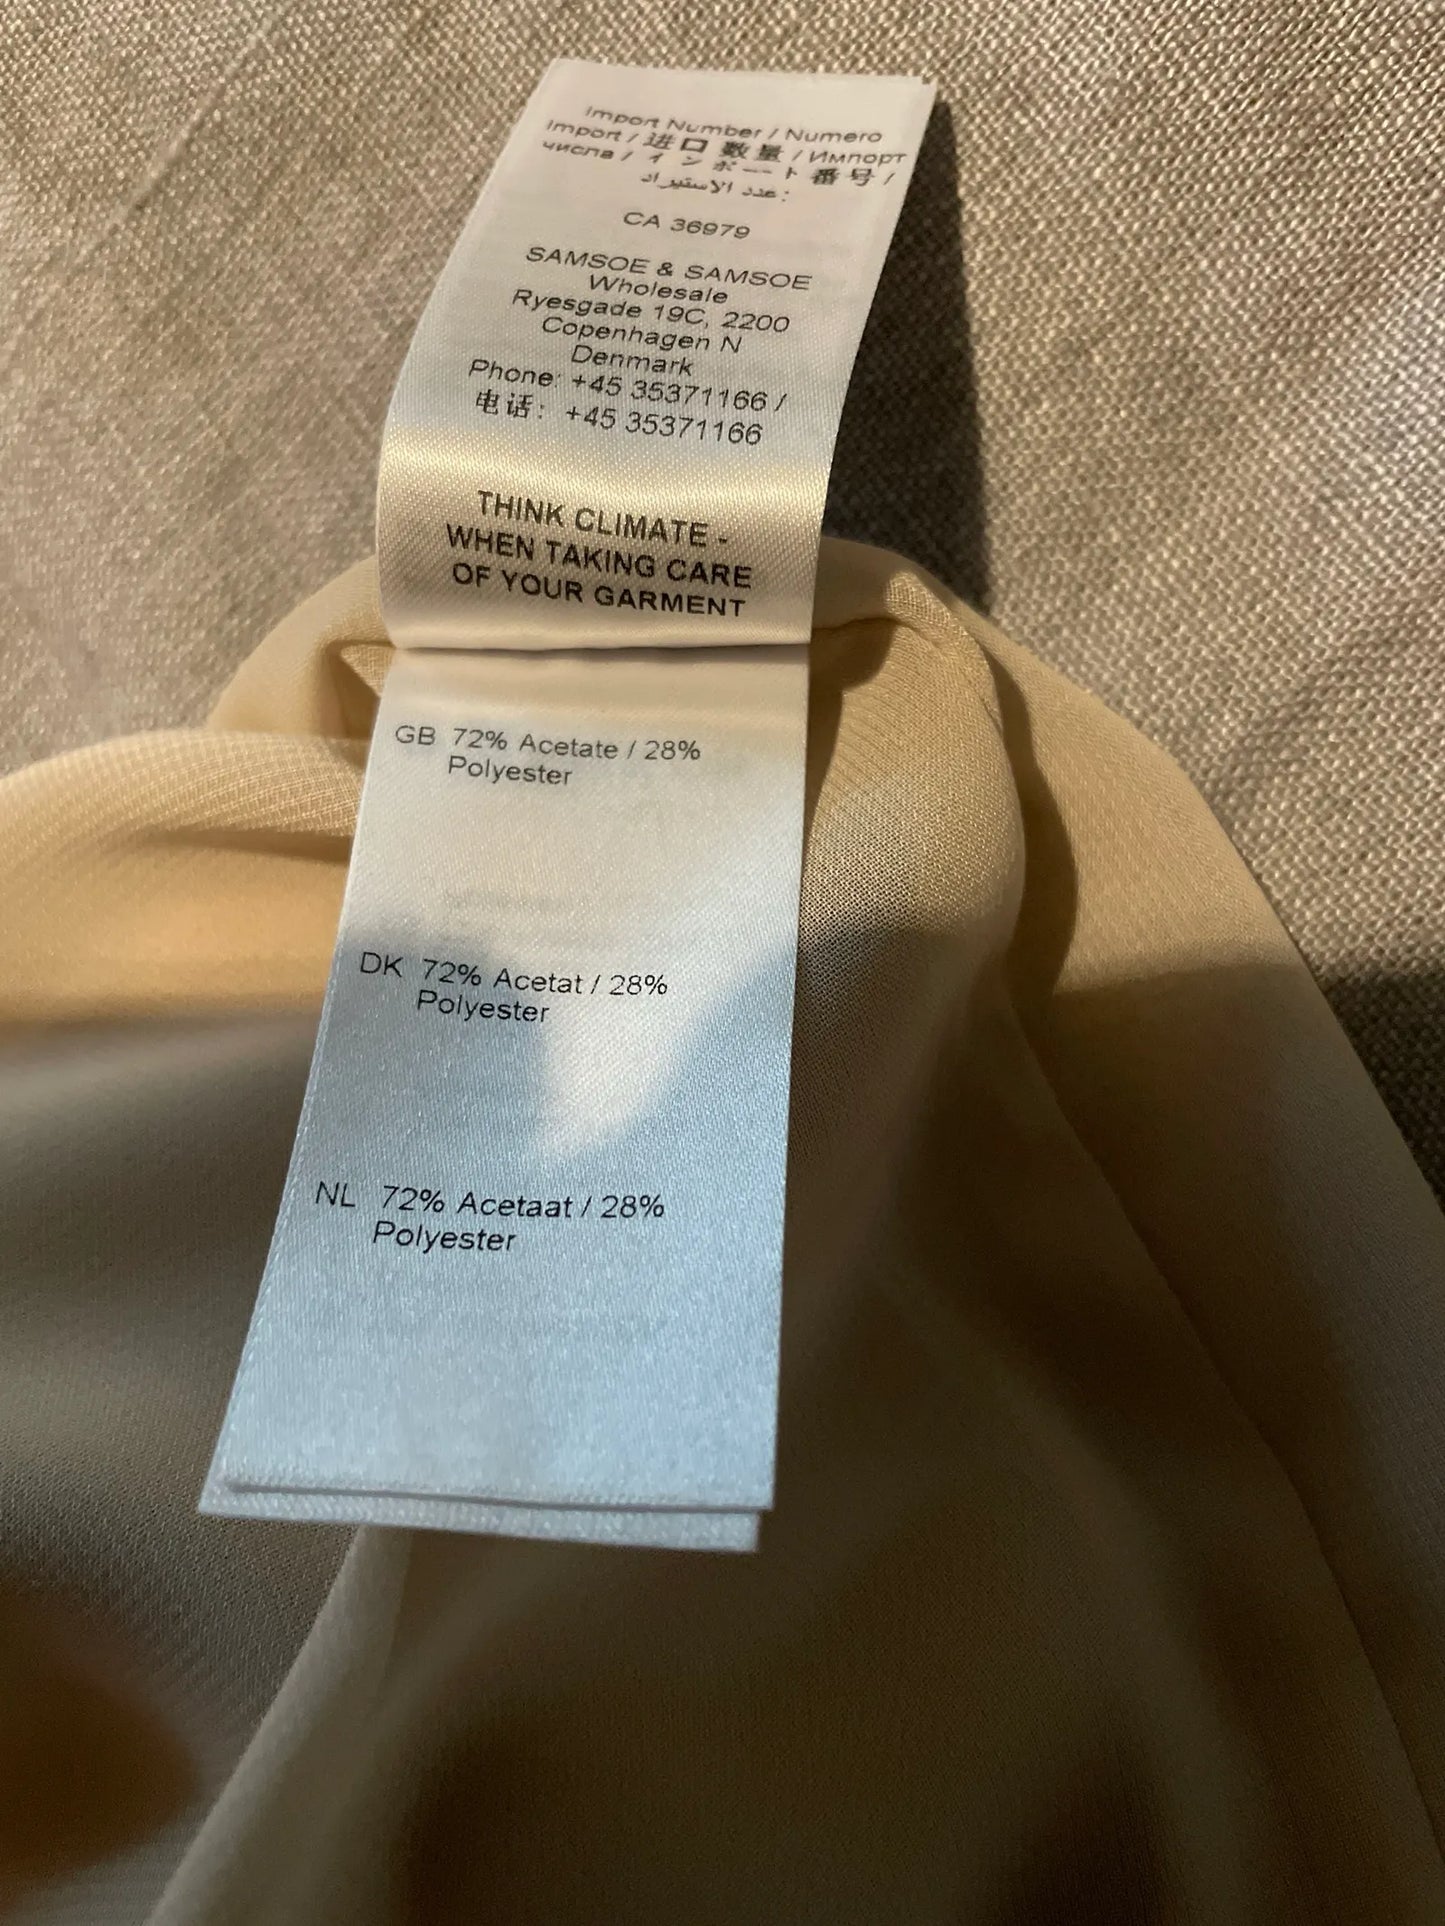 Import Number / Numero
Import / 进口 数量 / Импорт
числа / インポート 番号 /
عدد الاستيراد :
CA 36979
SAMSOE & SAMSOE
Wholesale
Ryesgade 19C, 2200
Copenhagen N
Denmark
Phone: +45 35371166 /
电话： +45 35371166
THINK CLIMATE -
WHEN TAKING CARE
OF YOUR GARMENT
GB 72% Acetate / 28%
Polyester
DK 72% Acetat / 28%
Polyester
NL 72% Acetaat / 28%
Polyester